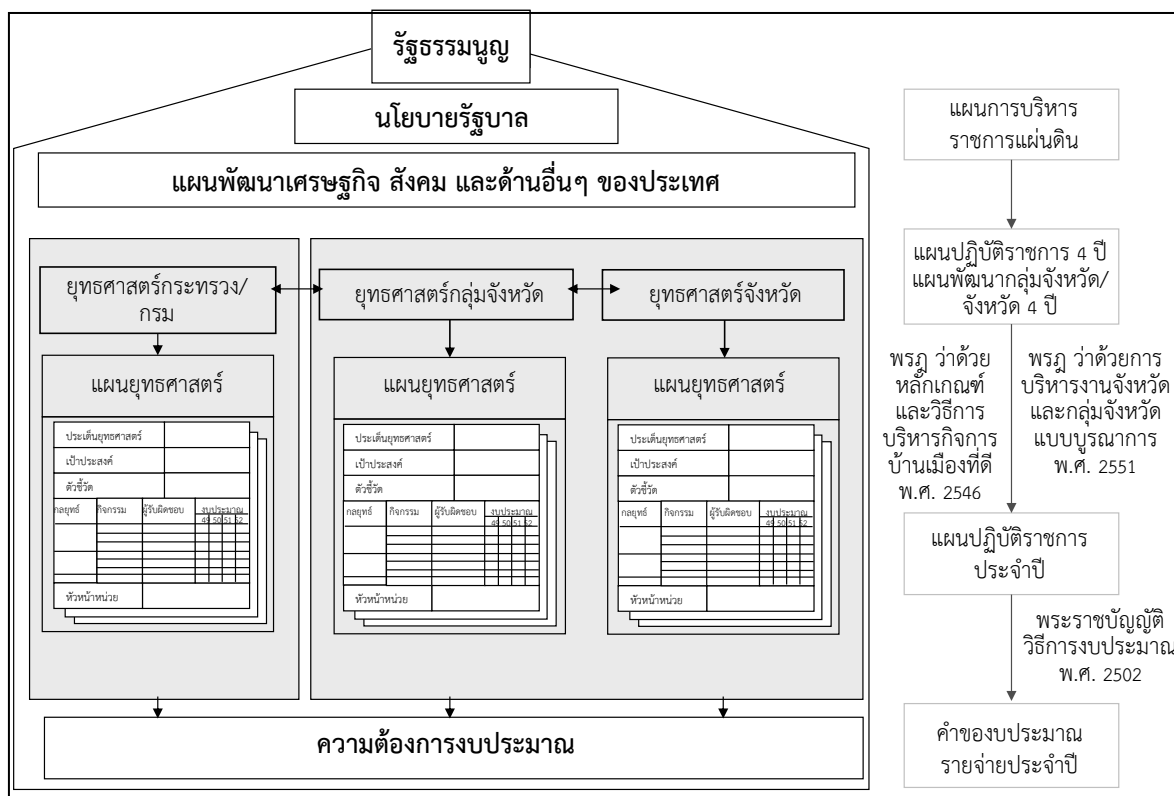 รัฐธรรมนูญ
นโยบายรัฐบาล
แผนพัฒนาเศรษฐกิจ สังคม และด้านอื่นๆ ของประเทศ
ยุทธศาสตร์กระทรวง/
กรม
ยุทธศาสตร์กลุ่มจังหวัด
ยุทธศาสตร์จังหวัด
แผนยุทธศาสตร์
ประเด็นยุทธศาสตร์
เป้าประสงค์
ตัวชี้วัด
กลยุทธ์ กิจกรรม ผู้รับผิดชอบ งบประมาณ
49 50 51 52
หัวหน้าหน่วย
แผนยุทธศาสตร์
ประเด็นยุทธศาสตร์
เป้าประสงค์
ตัวชี้วัด
กลยุทธ์ กิจกรรม ผู้รับผิดชอบ งบประมาณ
49 50 51 52
หัวหน้าหน่วย
แผนยุทธศาสตร์
ประเด็นยุทธศาสตร์
เป้าประสงค์
ตัวชี้วัด
กลยุทธ์ กิจกรรม ผู้รับผิดชอบ งบประมาณ
49 50 51 52
หัวหน้าหน่วย
ความต้องการงบประมาณ
แผนการบริหาร
ราชการแผ่นดิน
แผนปฏิบัติราชการ 4 ปี
แผนพัฒนากลุ่มจังหวัด/
จังหวัด 4 ปี
พรฎ ว่าด้วย
หลักเกณฑ์
และวิธีการ
บริหารกิจการ
บ้านเมืองที่ดี
พ.ศ. 2546
พรฎ ว่าด้วยการ
บริหารงานจังหวัด
และกลุ่มจังหวัด
แบบบูรณาการ
พ.ศ. 2551
แผนปฏิบัติราชการ
ประจำปี
พระราชบัญญัติ
วิธีการงบประมาณ
พ.ศ. 2502
คำของบประมาณ
รายจ่ายประจำปี